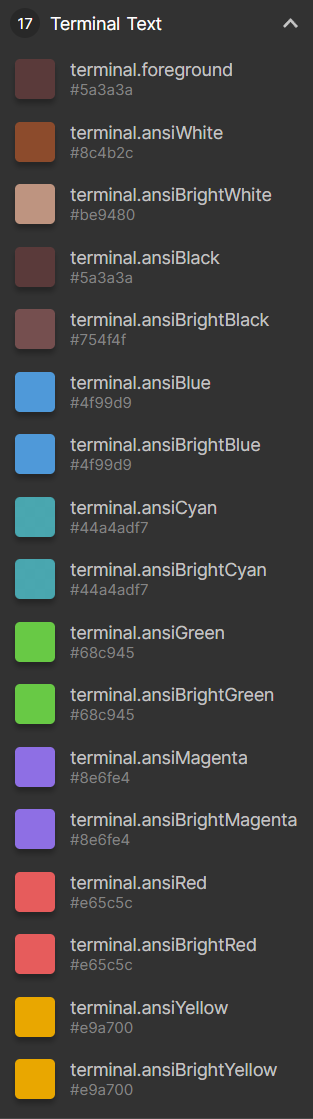 17 Terminal Text
terminal.foreground
#5a3a3a
terminal.ansiWhite
#8c4b2c
terminal.ansiBrightWhite
#be9480
terminal.ansiBlack
#5a3a3a
terminal.ansiBrightBlack
#754f4f
terminal.ansiBlue
#4f99d9
terminal.ansiBrightBlue
#4f99d9
terminal.ansiCyan
#44a4adf7
terminal.ansiBrightCyan
#44a4adf7
terminal.ansiGreen
#68c945
terminal.ansiBrightGreen
#68c945
terminal.ansiMagenta
#8e6fe4
terminal.ansiBrightMagenta
#8e6fe4
terminal.ansiRed
#e65c5c
terminal.ansiBrightRed
#e65c5c
terminal.ansiYellow
#e9a700
terminal.ansiBrightYellow
#e9a700